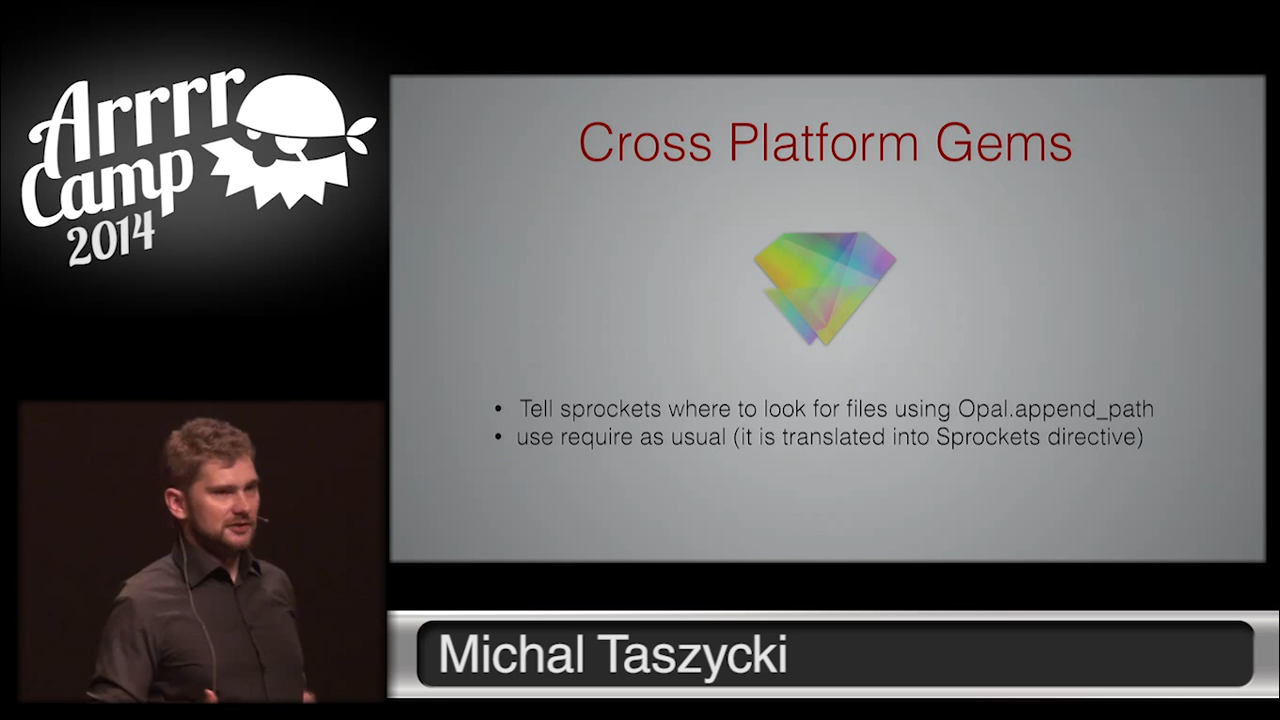 Arrrr
Camp
2014
Cross Platform Gems
• Tell sprockets where to look for files using Opal.append_path
• use require as usual (it is translated into Sprockets directive)
Michal Taszycki